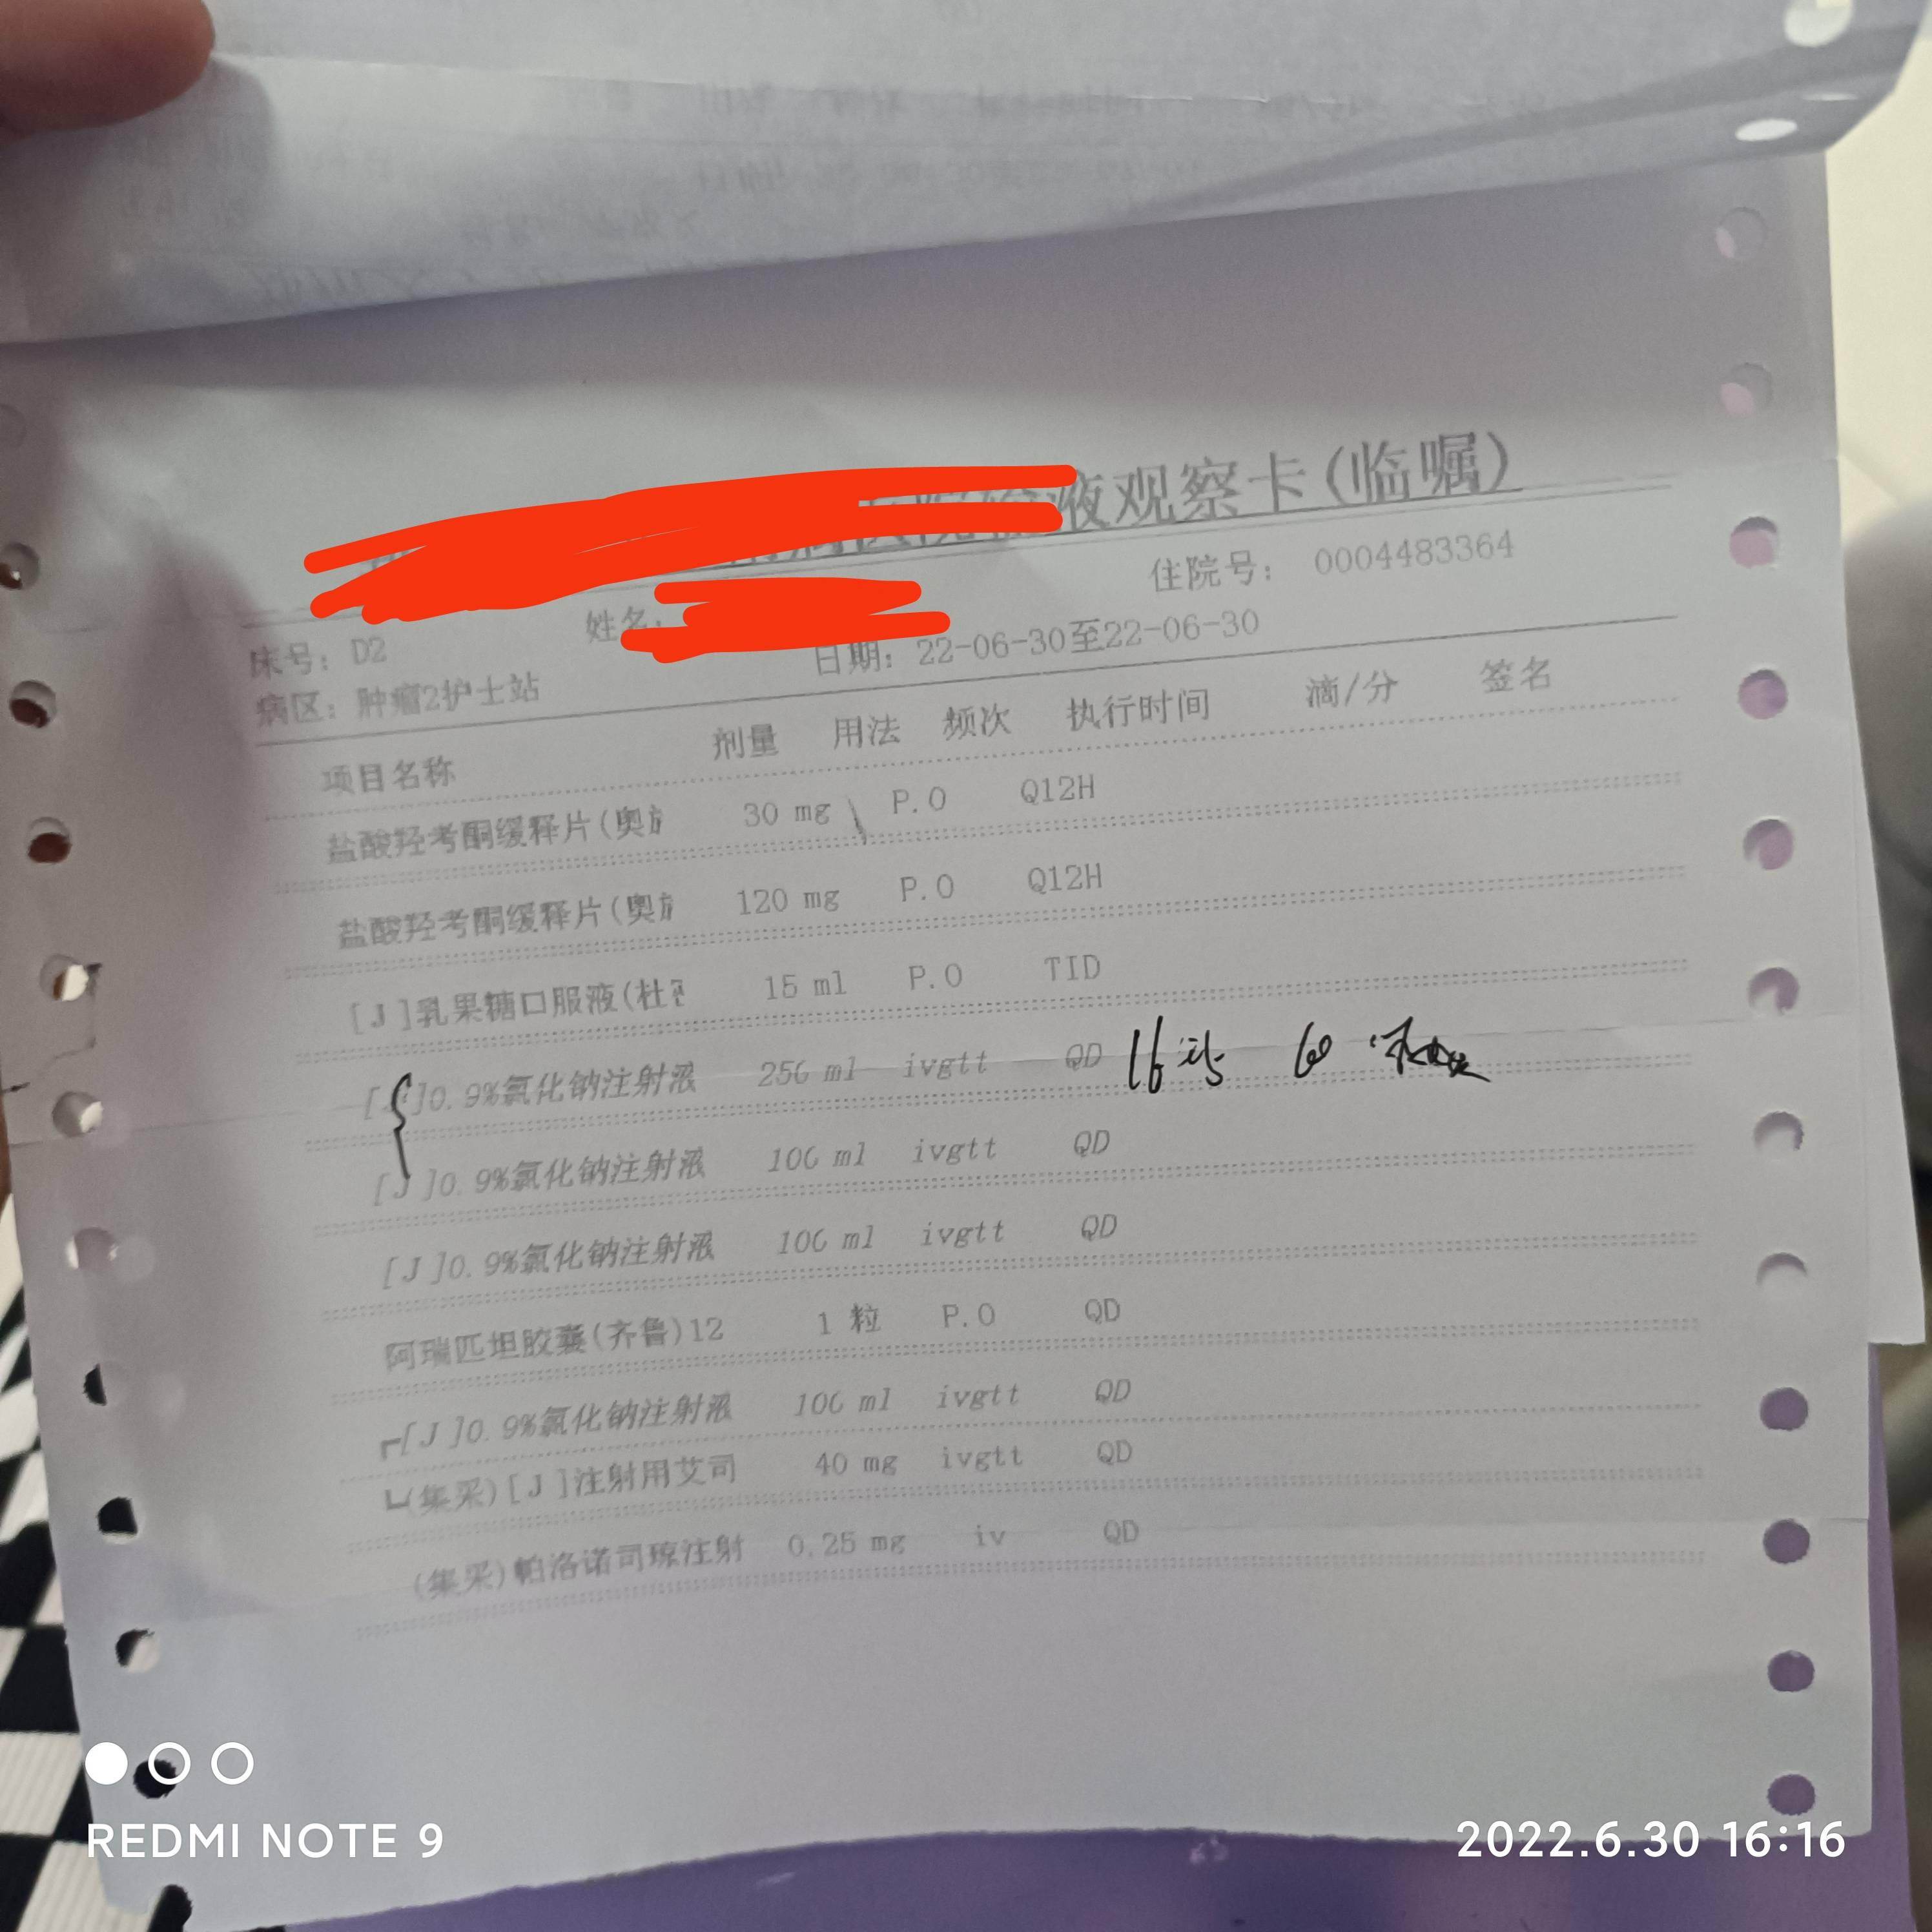 液观察卡(临嘱)
住院号： 0004483364
床号：D2 姓名：
病区：肿瘤2护士站 日期：22-06-30至22-06-30
项目名称 剂量 用法 频次 执行时间 滴/分 签名
盐酸羟考酮缓释片(奥 30 mg P.O Q12H
盐酸羟考酮缓释片(奥 120 mg P.O Q12H
[J]乳果糖口服液(杜 15 ml P.O TID
[J]0.9%氯化钠注射液 250 ml ivgtt QD 60
[J]0.9%氯化钠注射液 100 ml ivgtt QD
[J]0.9%氯化钠注射液 100 ml ivgtt QD
阿瑞匹坦胶囊(齐鲁)12 1 粒 P.O QD
┌[J]0.9%氯化钠注射液 100 ml ivgtt QD
└(集采)[J]注射用艾司 40 mg ivgtt QD
(集采)帕洛诺司琼注射 0.25 mg iv QD
REDMI NOTE 9
2022.6.30 16:16